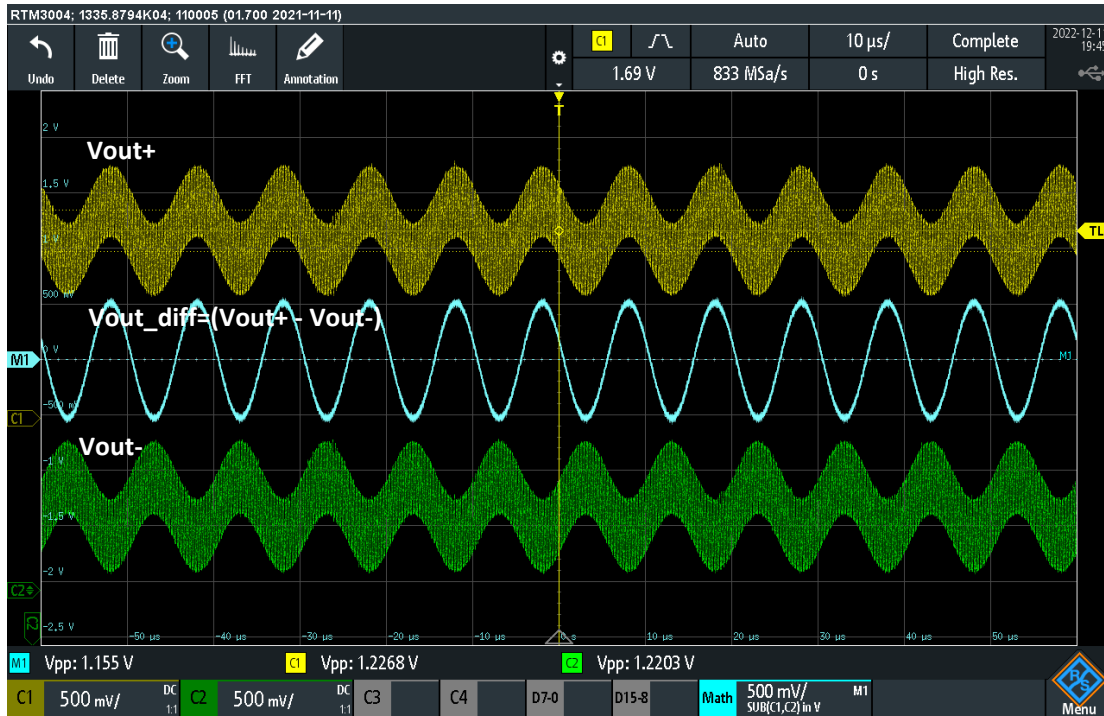 RTM3004; 1335.8794K04; 110005 (01.700 2021-11-11)
Undo Delete Zoom FFT Annotation
C1 Auto 10 µs/ Complete
1.69 V 833 MSa/s 0 s High Res.
2022-12-1
19:4
T
2 V
Vout+
1.5 V
1 V
TL
500 mV
Vout_diff=(Vout+ - Vout-)
M1 0 V M1
-500 mV
C1
Vout-
-1 V
-1.5 V
-2 V
C2
-2.5 V
C2
-50 µs -40 µs -30 µs -20 µs -10 µs 0 s 10 µs 20 µs 30 µs 40 µs 50 µs
M1 Vpp: 1.155 V C1 Vpp: 1.2268 V C2 Vpp: 1.2203 V
C1 500 mV/ DC 1:1 C2 500 mV/ DC 1:1 C3 C4 D7-0 D15-8 Math 500 mV/ M1
SUB(C1,C2) in V
R&S
Menu